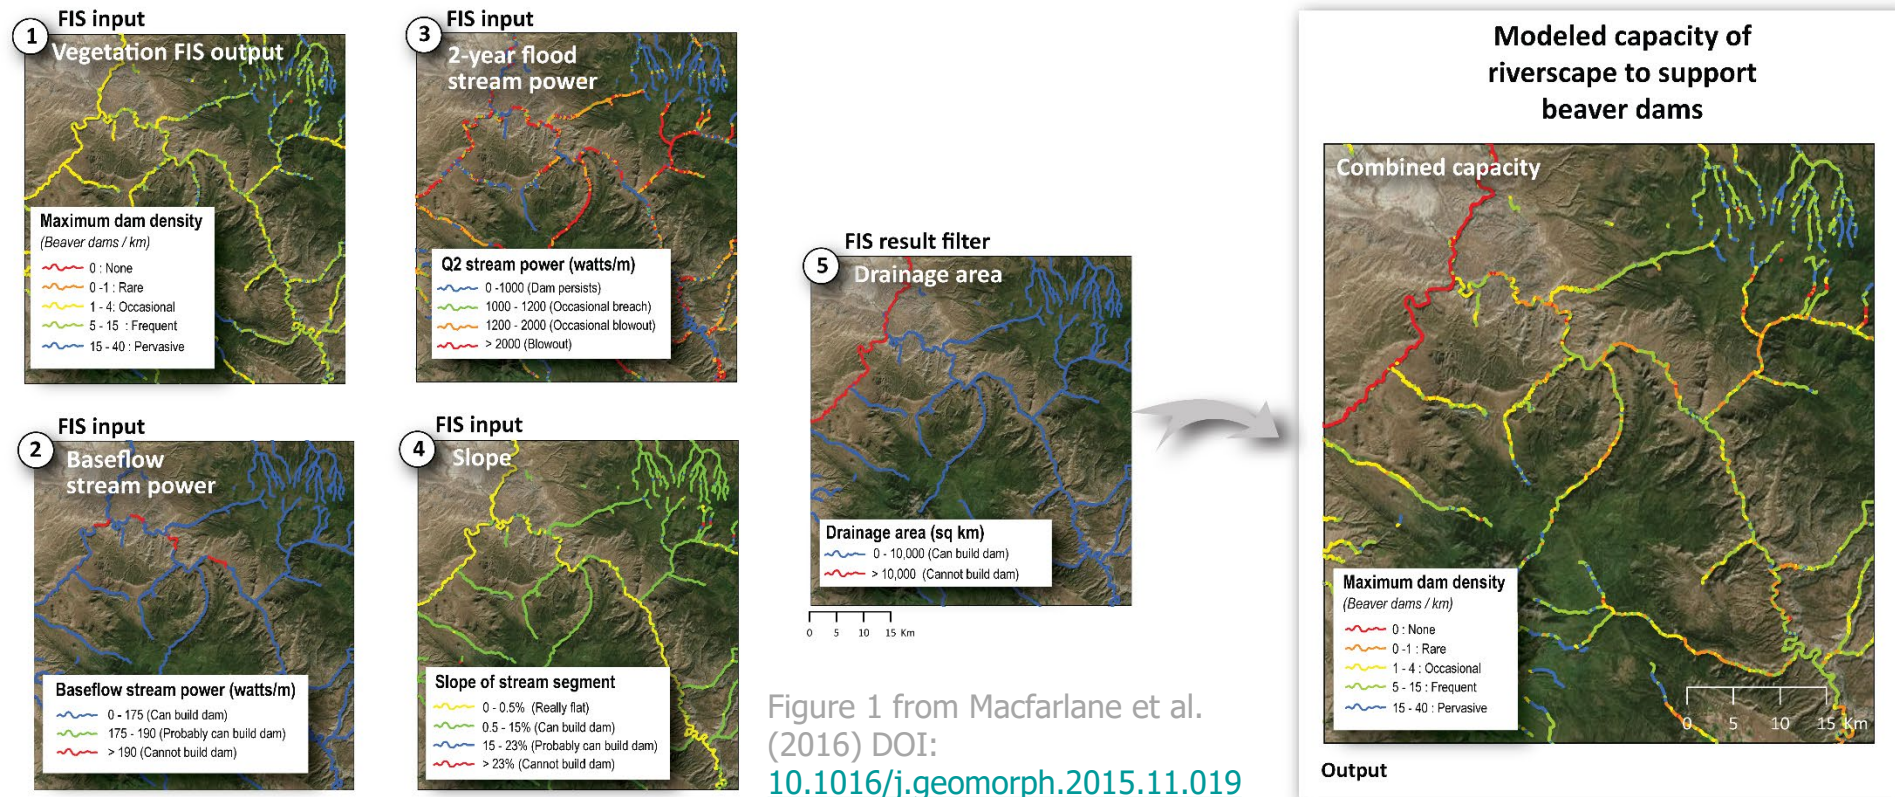 FIS input
1
Vegetation FIS output
Maximum dam density
(Beaver dams / km)
0 : None
0 -1 : Rare
1 - 4: Occasional
5 - 15 : Frequent
15 - 40 : Pervasive
FIS input
2
Baseflow
stream power
Baseflow stream power (watts/m)
0 - 175 (Can build dam)
175 - 190 (Probably can build dam)
> 190 (Cannot build dam)
FIS input
3
2-year flood
stream power
Q2 stream power (watts/m)
0 -1000 (Dam persists)
1000 - 1200 (Occasional breach)
1200 - 2000 (Occasional blowout)
> 2000 (Blowout)
FIS input
4
Slope
Slope of stream segment
0 - 0.5% (Really flat)
0.5 - 15% (Can build dam)
15 - 23% (Probably can build dam)
> 23% (Cannot build dam)
FIS result filter
5
Drainage area
Drainage area (sq km)
0 - 10,000 (Can build dam)
> 10,000 (Cannot build dam)
0 5 10 15 Km
Figure 1 from Macfarlane et al.
(2016) DOI:
10.1016/j.geomorph.2015.11.019
Modeled capacity of
riverscape to support
beaver dams
Combined capacity
Maximum dam density
(Beaver dams / km)
0 : None
0 -1 : Rare
1 - 4 : Occasional
5 - 15 : Frequent
15 - 40 : Pervasive
0 5 10 15 Km
Output